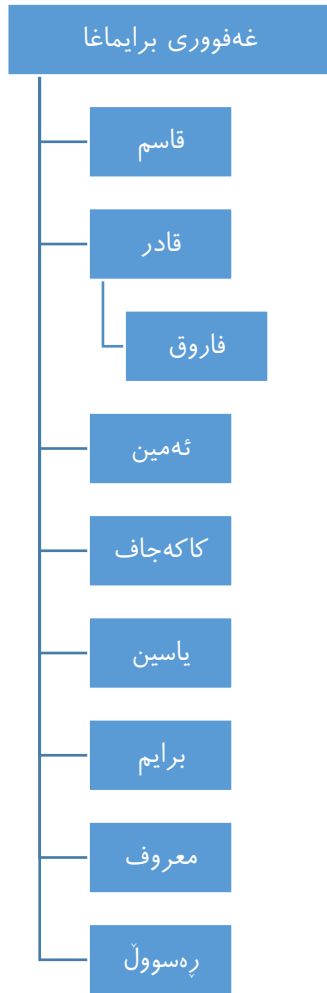 غەفووری برایماغا
قاسم
قادر
فاروق
ئەمین
کاکەجاف
یاسین
برایم
معروف
ڕەسووڵ